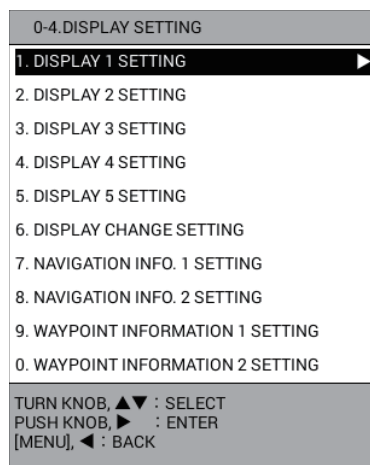 0-4.DISPLAY SETTING
1. DISPLAY 1 SETTING ▶
2. DISPLAY 2 SETTING
3. DISPLAY 3 SETTING
4. DISPLAY 4 SETTING
5. DISPLAY 5 SETTING
6. DISPLAY CHANGE SETTING
7. NAVIGATION INFO. 1 SETTING
8. NAVIGATION INFO. 2 SETTING
9. WAYPOINT INFORMATION 1 SETTING
0. WAYPOINT INFORMATION 2 SETTING
TURN KNOB, ▲▼ : SELECT
PUSH KNOB, ▶ : ENTER
[MENU], ◀ : BACK